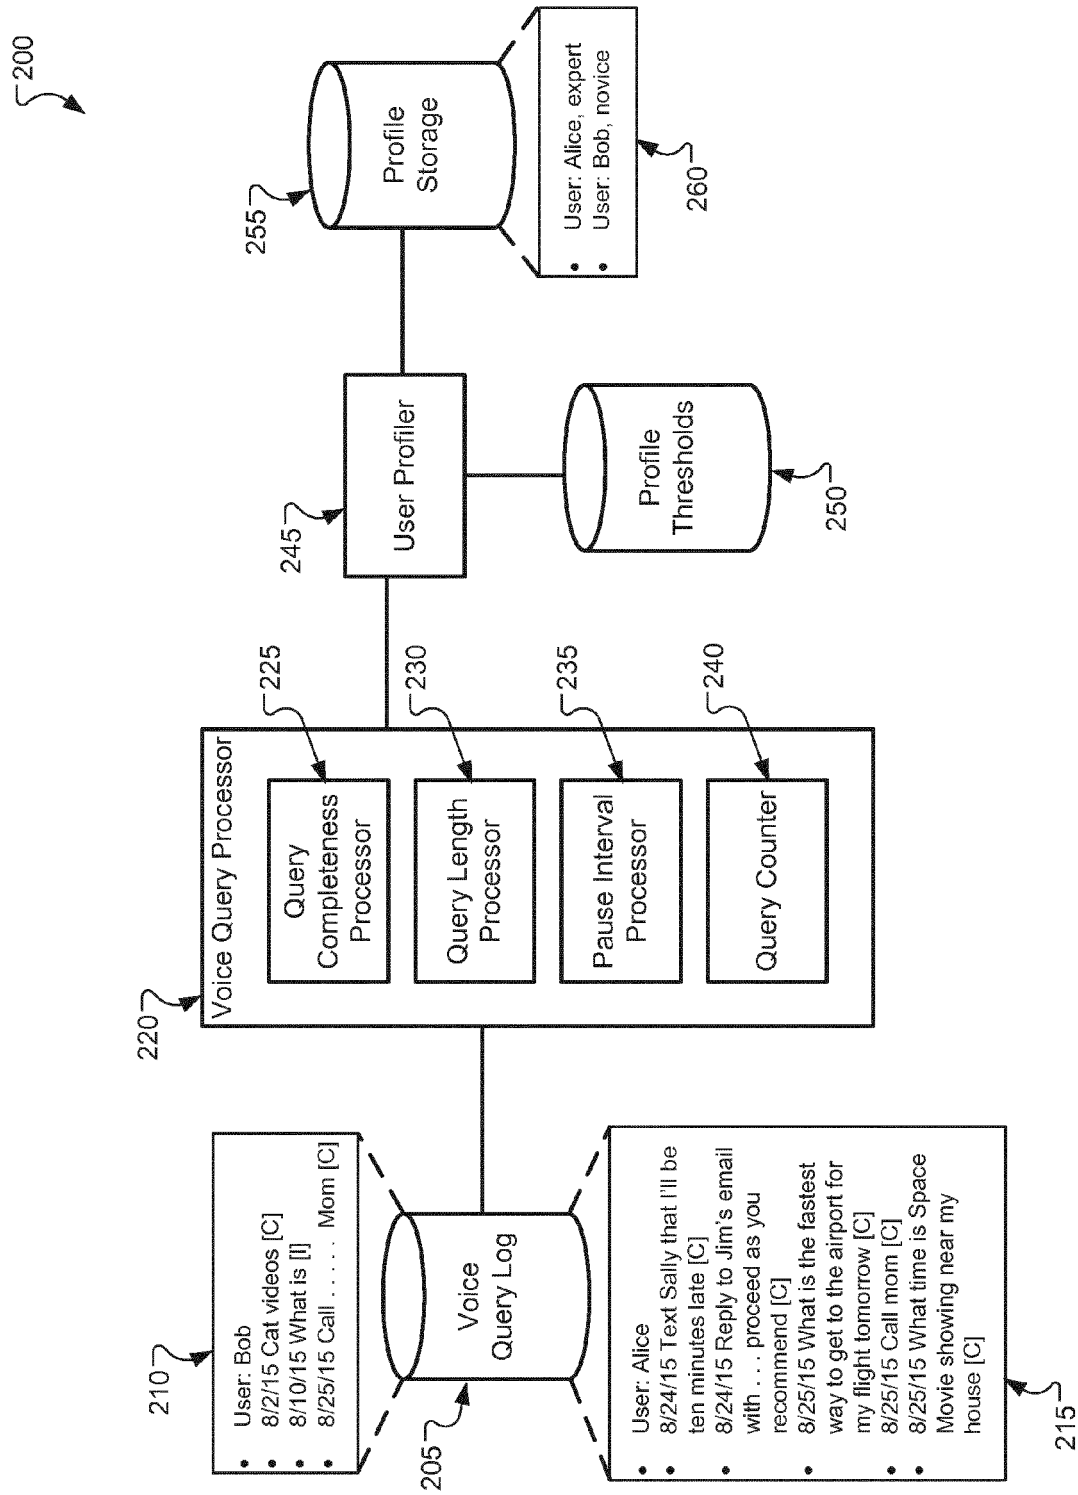 200
210
User: Bob
8/2/15 Cat videos [C]
8/10/15 What is [I]
8/25/15 Call . . . . . . Mom [C]
205
Voice
Query Log
User: Alice
8/24/15 Text Sally that I'll be
ten minutes late [C]
8/24/15 Reply to Jim's email
with . . . proceed as you
recommend [C]
8/25/15 What is the fastest
way to get to the airport for
my flight tomorrow [C]
8/25/15 Call mom [C]
8/25/15 What time is Space
Movie showing near my
house [C]
215
220
Voice Query Processor
Query
Completeness
Processor
225
Query Length
Processor
230
Pause Interval
Processor
235
Query Counter
240
245
User Profiler
Profile
Thresholds
250
255
Profile
Storage
User: Alice, expert
User: Bob, novice
260